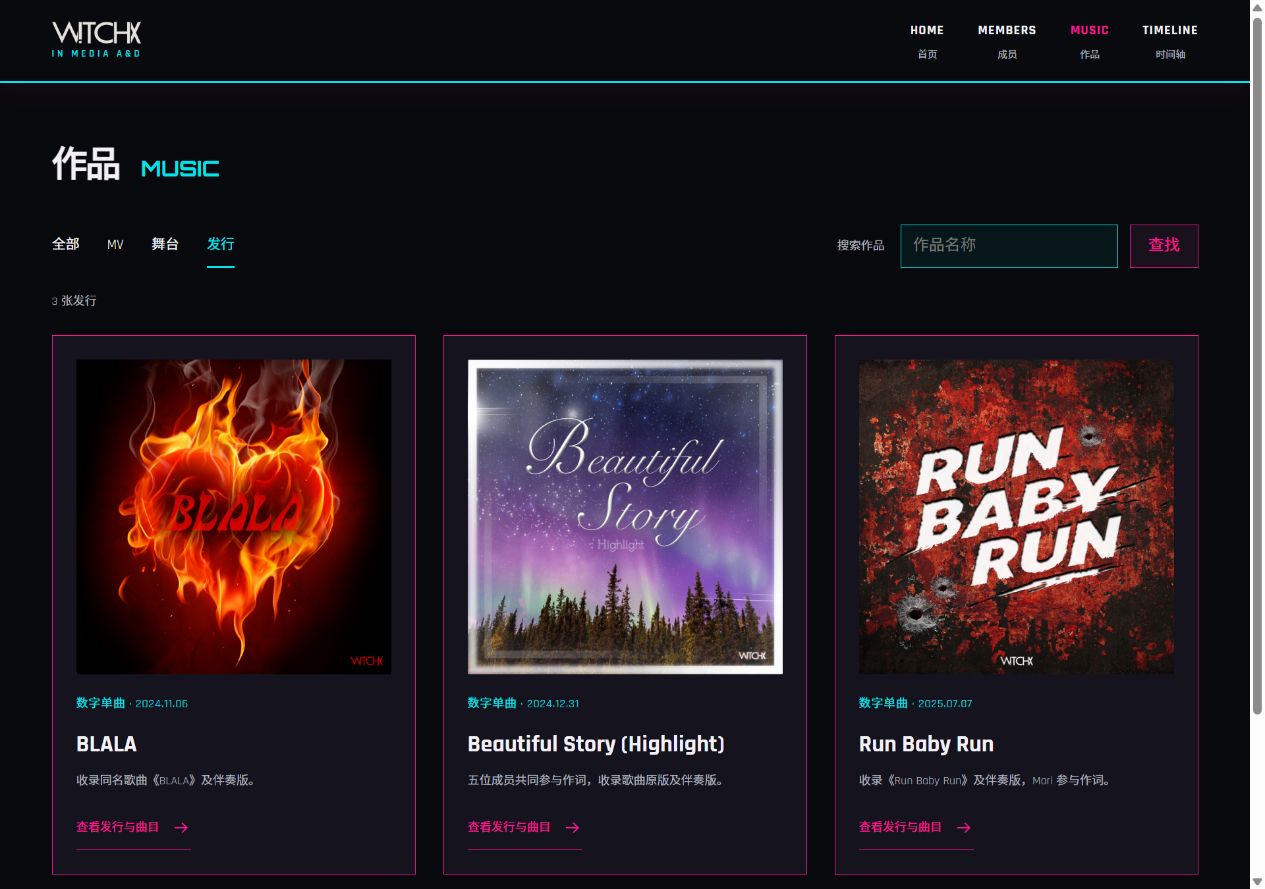 WITCHX
IN MEDIA A&D
HOME
首页
MEMBERS
成员
MUSIC
作品
TIMELINE
时间轴
作品 MUSIC
全部 MV 舞台 发行
搜索作品 作品名称 查找
3 张发行
BLALA
WITCHX
数字单曲 · 2024.11.06
BLALA
收录同名歌曲《BLALA》及伴奏版。
查看发行与曲目 →
Beautiful
Story
: Highlight
WITCHX
数字单曲 · 2024.12.31
Beautiful Story (Highlight)
五位成员共同参与作词，收录歌曲原版及伴奏版。
查看发行与曲目 →
RUN
BABY
RUN
WITCHX
数字单曲 · 2025.07.07
Run Baby Run
收录《Run Baby Run》及伴奏版，Mari 参与作词。
查看发行与曲目 →